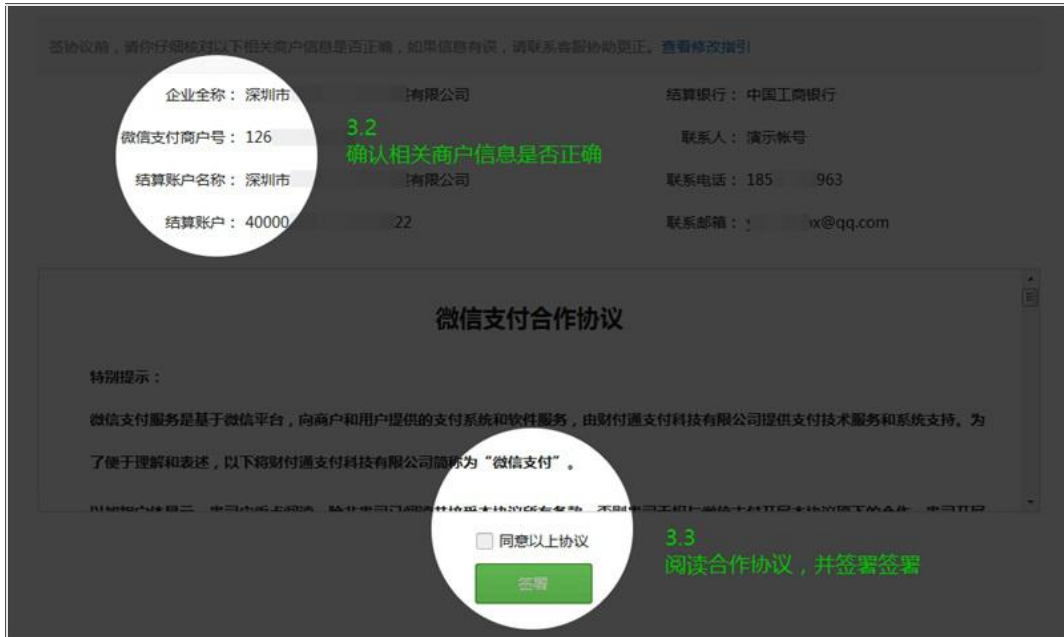 签协议前，请你仔细核对以下相关商户信息是否正确，如果信息有误，请联系客服协助更正。查看修改指引
企业全称： 深圳市 有限公司 结算银行： 中国工商银行
3.2
微信支付商户号： 126 联系人： 演示帐号
确认相关商户信息是否正确
结算账户名称： 深圳市 有限公司 联系电话： 185 963
结算账户： 40000 22 联系邮箱： x@qq.com
微信支付合作协议
特别提示：
微信支付服务是基于微信平台，向商户和用户提供的支付系统和软件服务，由财付通支付科技有限公司提供支付技术服务和系统支持。为
了便于理解和表述，以下将财付通支付科技有限公司简称为“微信支付”。
同意以上协议
3.3
阅读合作协议，并签署签署
签署